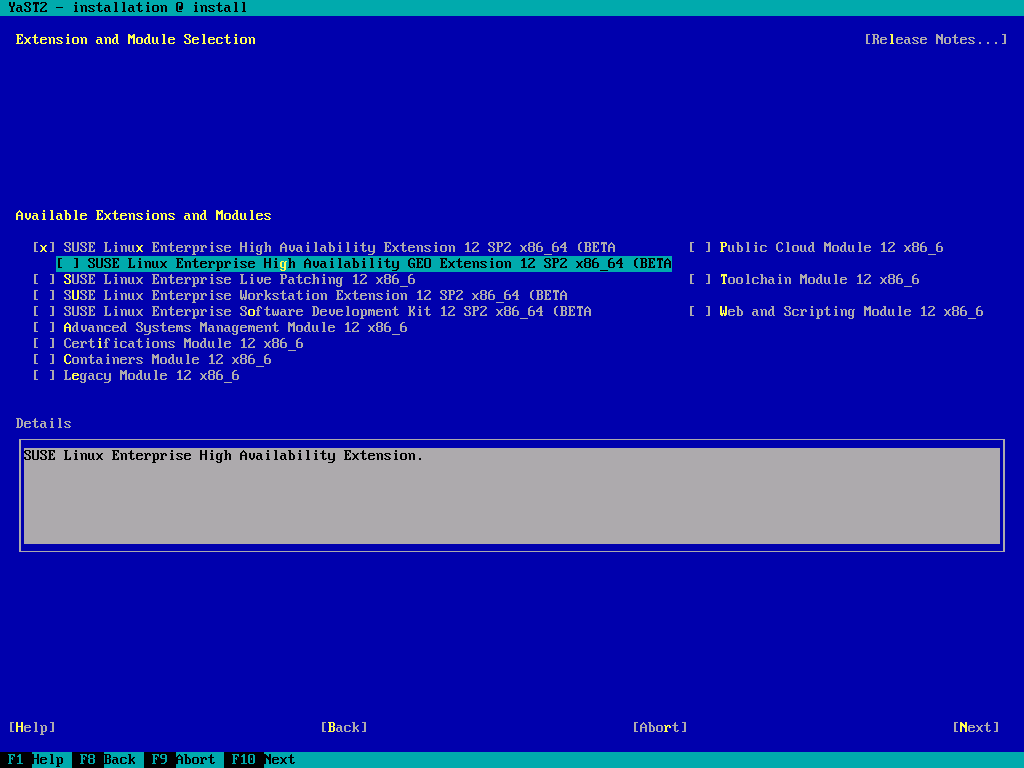 YaST2 - installation @ install
Extension and Module Selection [Release Notes...]
Available Extensions and Modules
[x] SUSE Linux Enterprise High Availability Extension 12 SP2 x86_64 (BETA [ ] Public Cloud Module 12 x86_6
[ ] SUSE Linux Enterprise High Availability GEO Extension 12 SP2 x86_64 (BETA
[ ] SUSE Linux Enterprise Live Patching 12 x86_6 [ ] Toolchain Module 12 x86_6
[ ] SUSE Linux Enterprise Workstation Extension 12 SP2 x86_64 (BETA
[ ] SUSE Linux Enterprise Software Development Kit 12 SP2 x86_64 (BETA [ ] Web and Scripting Module 12 x86_6
[ ] Advanced Systems Management Module 12 x86_6
[ ] Certifications Module 12 x86_6
[ ] Containers Module 12 x86_6
[ ] Legacy Module 12 x86_6
Details
SUSE Linux Enterprise High Availability Extension.
[Help] [Back] [Abort] [Next]
F1 Help F8 Back F9 Abort F10 Next